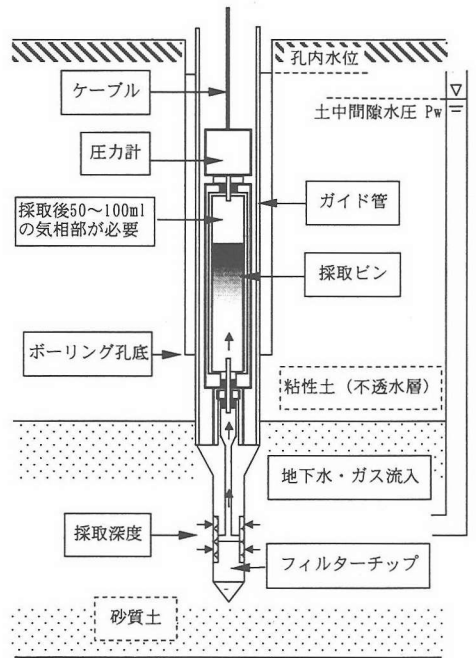 孔内水位
ケーブル
土中間隙水圧 Pw
圧力計
採取後50～100ml
の気相部が必要
ガイド管
採取ビン
ボーリング孔底
粘性土（不透水層）
地下水・ガス流入
採取深度
フィルターチップ
砂質土